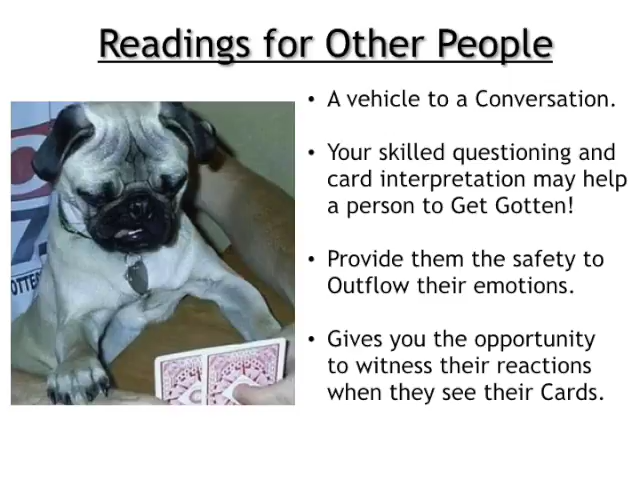 Readings for Other People
• A vehicle to a Conversation.
• Your skilled questioning and
card interpretation may help
a person to Get Gotten!
• Provide them the safety to
Outflow their emotions.
• Gives you the opportunity
to witness their reactions
when they see their Cards.